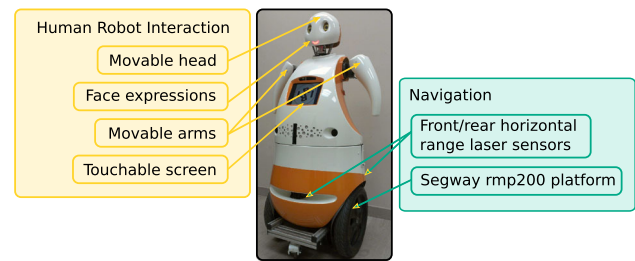 Human Robot Interaction
Movable head
Face expressions
Movable arms
Touchable screen
Navigation
Front/rear horizontal
range laser sensors
Segway rmp200 platform